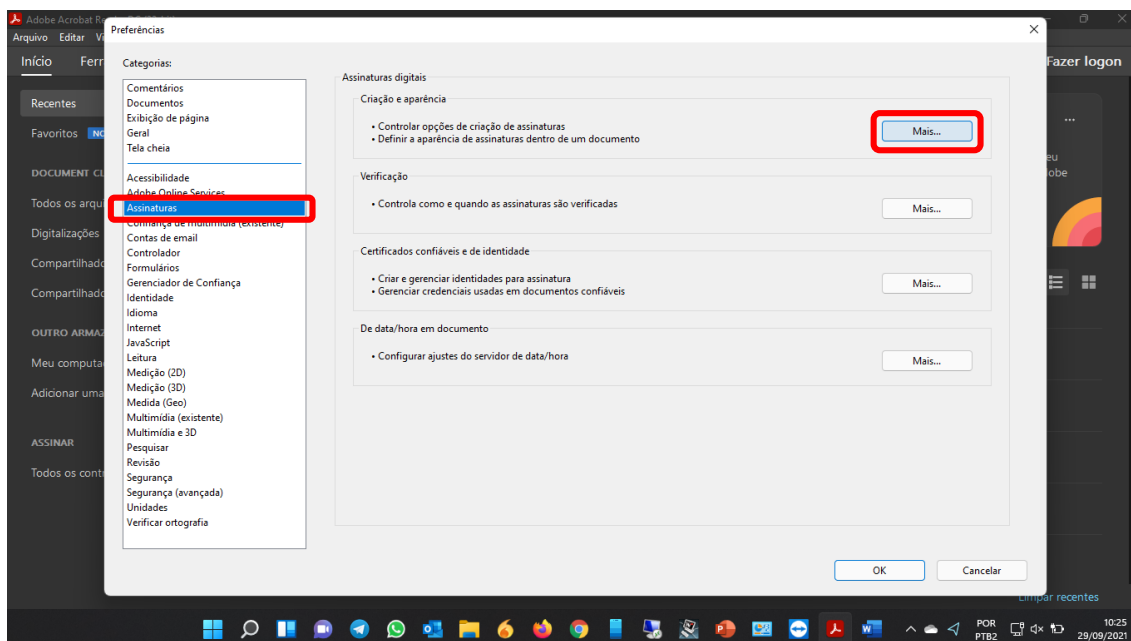 Adobe Acrobat Re
Preferências
Arquivo Editar Vi
Início Ferr
Fazer logon
Categorias:
Recentes
Favoritos
DOCUMENT CL
Todos os arqu
Digitalizações
Compartilhado
Compartilhado
OUTRO ARMAZ
Meu computa
Adicionar uma
ASSINAR
Todos os cont
Comentários
Documentos
Exibição de página
Geral
Tela cheia
Acessibilidade
Adobe Online Services
Assinaturas
Confiança de multimídia (existente)
Contas de email
Controlador
Formulários
Gerenciador de Confiança
Identidade
Idioma
Internet
JavaScript
Leitura
Medição (2D)
Medição (3D)
Medida (Geo)
Multimídia (existente)
Multimídia e 3D
Pesquisar
Revisão
Segurança
Segurança (avançada)
Unidades
Verificar ortografia
Assinaturas digitais
Criação e aparência
• Controlar opções de criação de assinaturas
• Definir a aparência de assinaturas dentro de um documento
Mais...
Verificação
• Controla como e quando as assinaturas são verificadas
Mais...
Certificados confiáveis e de identidade
• Criar e gerenciar identidades para assinatura
• Gerenciar credenciais usadas em documentos confiáveis
Mais...
De data/hora em documento
• Configurar ajustes do servidor de data/hora
Mais...
OK Cancelar
eu
obe
Limpar recentes
POR
PTB2
10:25
29/09/2021